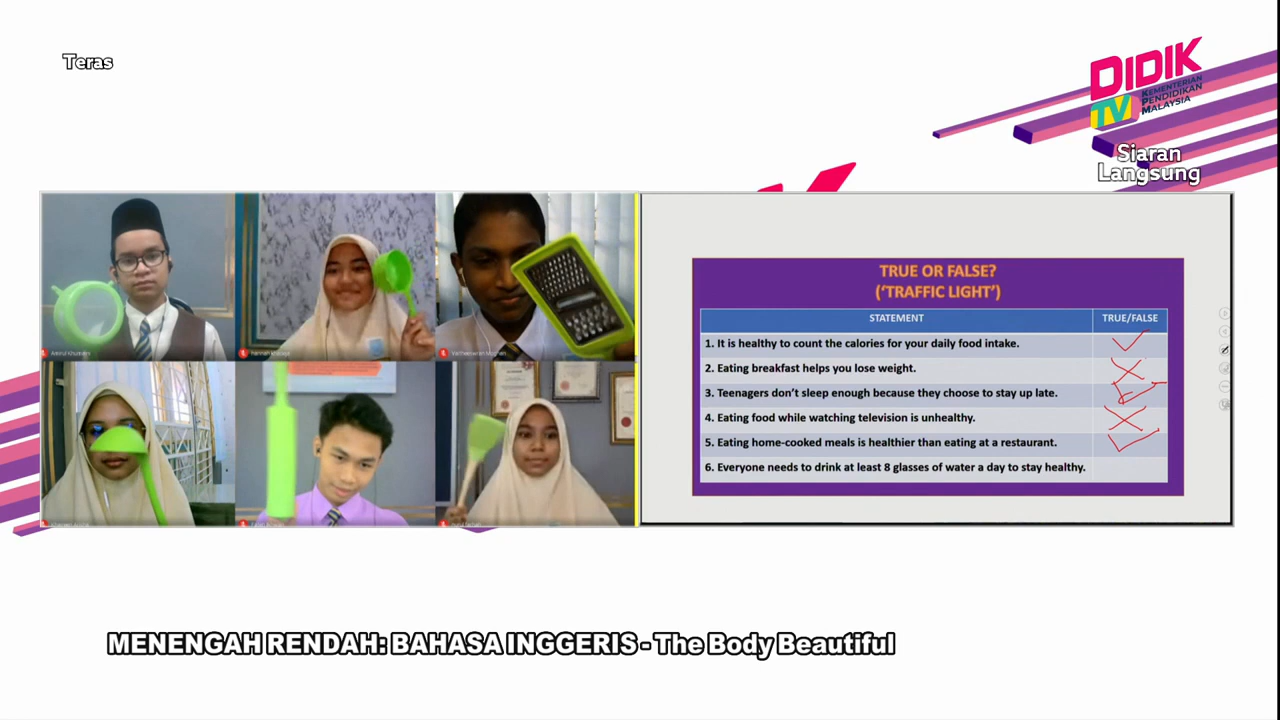 Teras
DIDIK
TV
KEMENTERIAN
PENDIDIKAN
MALAYSIA
Siaran
Langsung
TRUE OR FALSE?
('TRAFFIC LIGHT')
STATEMENT TRUE/FALSE
1. It is healthy to count the calories for your daily food intake.
2. Eating breakfast helps you lose weight.
3. Teenagers don't sleep enough because they choose to stay up late.
4. Eating food while watching television is unhealthy.
5. Eating home-cooked meals is healthier than eating at a restaurant.
6. Everyone needs to drink at least 8 glasses of water a day to stay healthy.
MENENGAH RENDAH: BAHASA INGGERIS - The Body Beautiful